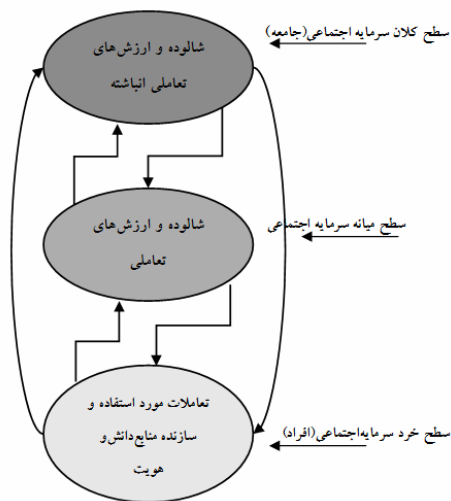 سطح کلان سرمایه اجتماعی(جامعه)
شالوده و ارزش‌های
تعاملی انباشته
شالوده و ارزش‌های
تعاملی
سطح میانه سرمایه اجتماعی
تعاملات مورد استفاده و
سازنده منابع‌دانش‌و
هویت
سطح خرد سرمایه‌اجتماعی(افراد)